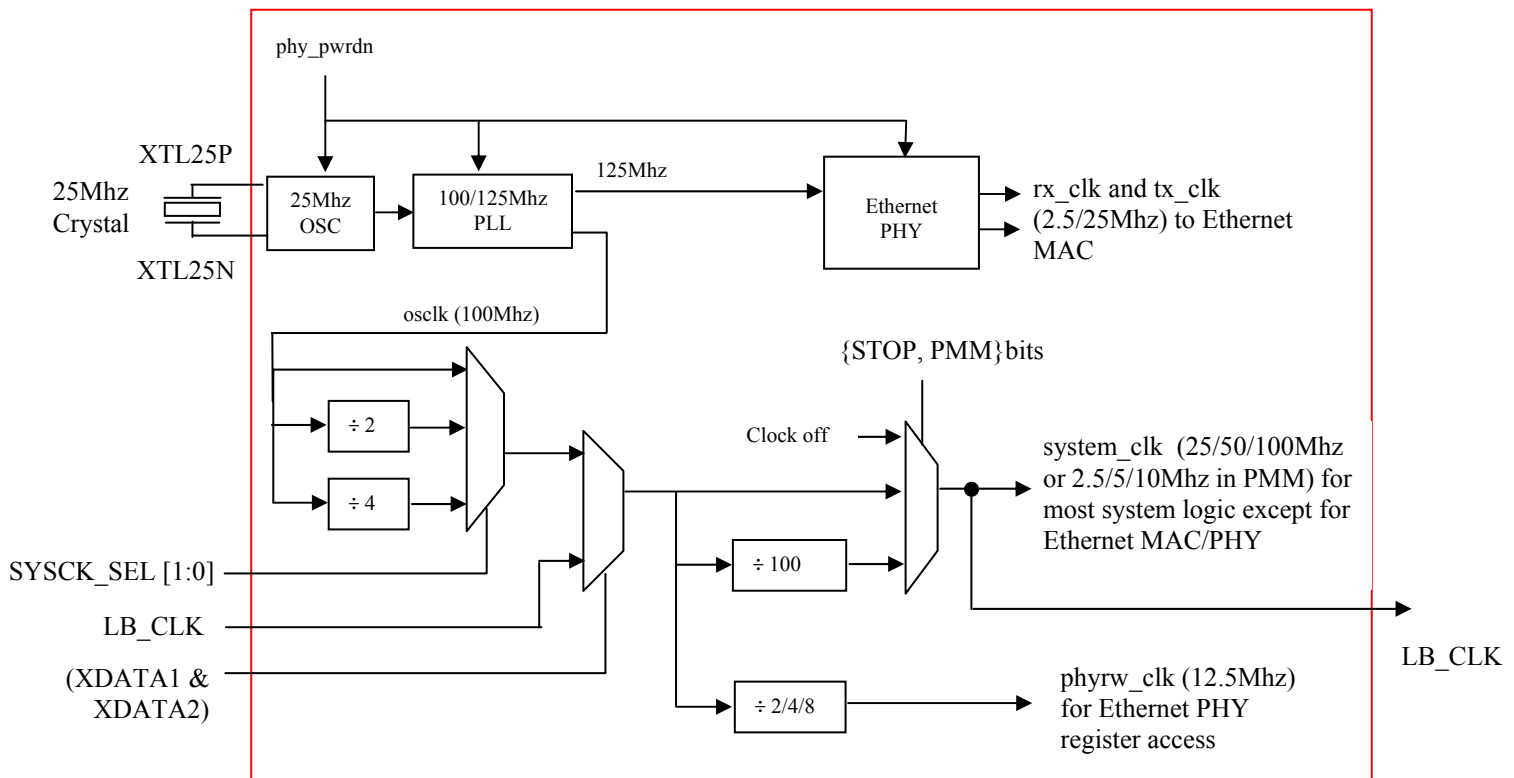 phy_pwrdn
XTL25P
25Mhz
Crystal
XTL25N
25Mhz
OSC
100/125Mhz
PLL
125Mhz
Ethernet
PHY
rx_clk and tx_clk
(2.5/25Mhz) to Ethernet
MAC
osclk (100Mhz)
÷ 2
÷ 4
{STOP, PMM}bits
Clock off
system_clk (25/50/100Mhz
or 2.5/5/10Mhz in PMM) for
most system logic except for
Ethernet MAC/PHY
÷ 100
SYSCK_SEL [1:0]
LB_CLK
(XDATA1 &
XDATA2)
LB_CLK
÷ 2/4/8
phyrw_clk (12.5Mhz)
for Ethernet PHY
register access